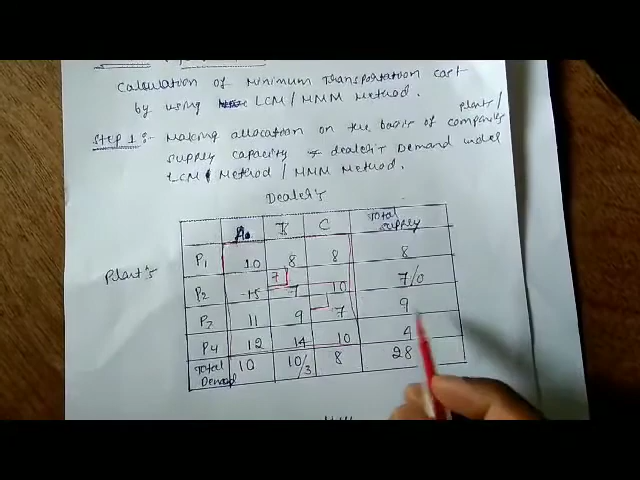 Calculation of Minimum Transportation cost
by using LCM/MMM Method.
Step 1:- Making allocation on the basis of companies plants/
supply capacity & dealer's Demand under
LCM Method / MMM Method.
Dealer's
A B C Total supply
Plant's
P1 10 8 8 8
7
P2 15 7 10 7/0
P3 11 9 7 9
P4 12 14 10 4
Total Demand 10 10/3 8 28